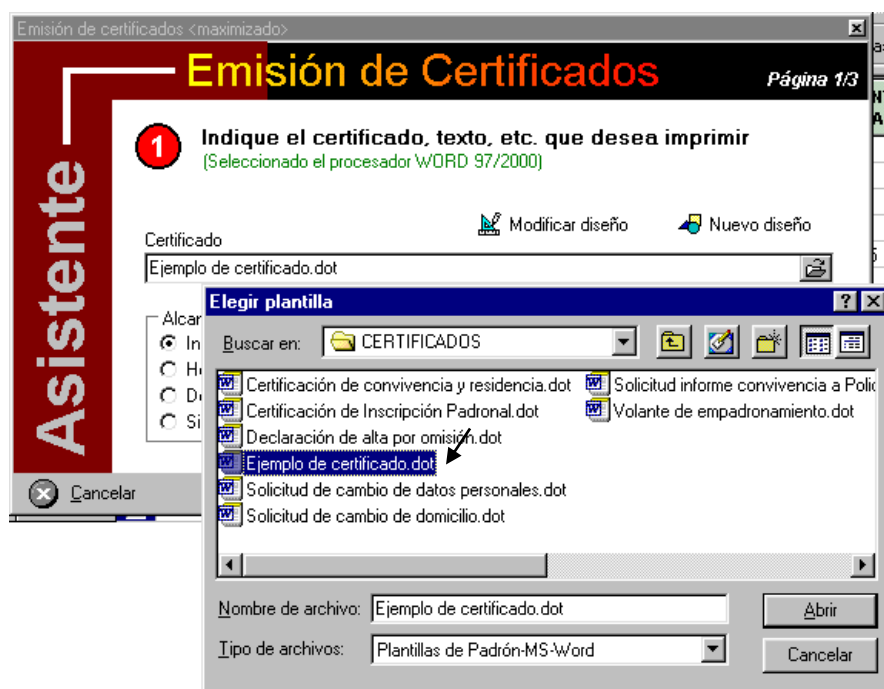 Emisión de certificados <maximizado>
Emisión de Certificados
Página 1/3
Asistente
1
Indique el certificado, texto, etc. que desea imprimir
(Seleccionado el procesador WORD 97/2000)
Modificar diseño
Nuevo diseño
Certificado
Ejemplo de certificado.dot
Elegir plantilla
Buscar en:
CERTIFICADOS
Certificación de convivencia y residencia.dot
Certificación de Inscripción Padronal.dot
Declaración de alta por omisión.dot
Ejemplo de certificado.dot
Solicitud de cambio de datos personales.dot
Solicitud de cambio de domicilio.dot
Solicitud informe convivencia a Polic
Volante de empadronamiento.dot
Cancelar
Nombre de archivo:
Ejemplo de certificado.dot
Abrir
Tipo de archivos:
Plantillas de Padrón-MS-Word
Cancelar